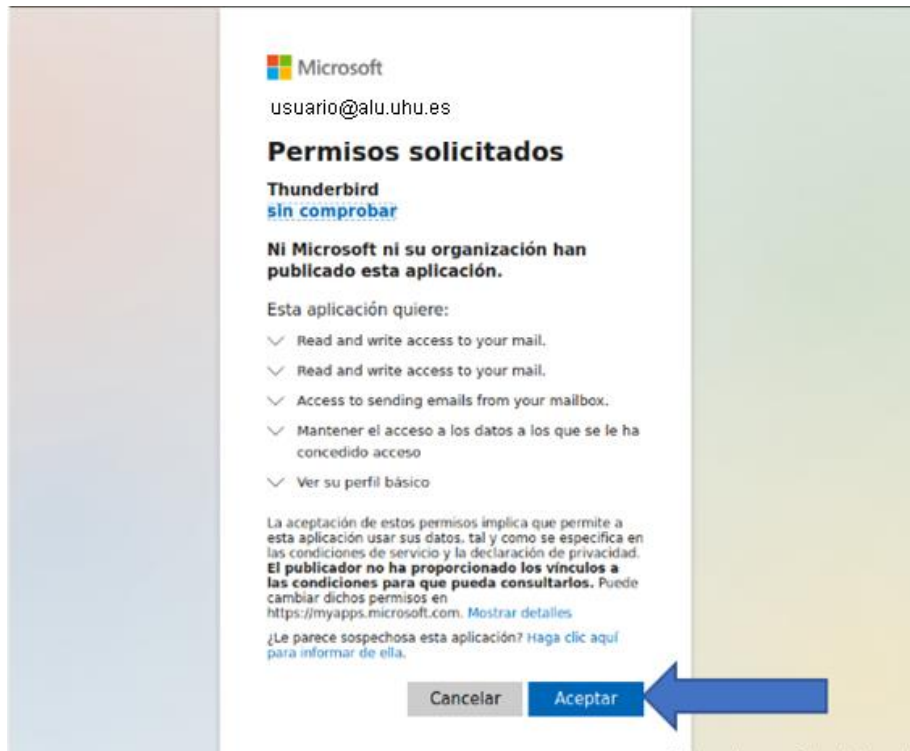 Microsoft
usuario@alu.uhu.es
Permisos solicitados
Thunderbird
sin comprobar
Ni Microsoft ni su organización han
publicado esta aplicación.
Esta aplicación quiere:
Read and write access to your mail.
Read and write access to your mail.
Access to sending emails from your mailbox.
Mantener el acceso a los datos a los que se le ha
concedido acceso
Ver su perfil básico
La aceptación de estos permisos implica que permite a
esta aplicación usar sus datos, tal y como se especifica en
las condiciones de servicio y la declaración de privacidad.
El publicador no ha proporcionado los vínculos a
las condiciones para que pueda consultarlos. Puede
cambiar dichos permisos en
https://myapps.microsoft.com. Mostrar detalles
¿Le parece sospechosa esta aplicación? Haga clic aquí
para informar de ella.
Cancelar Aceptar